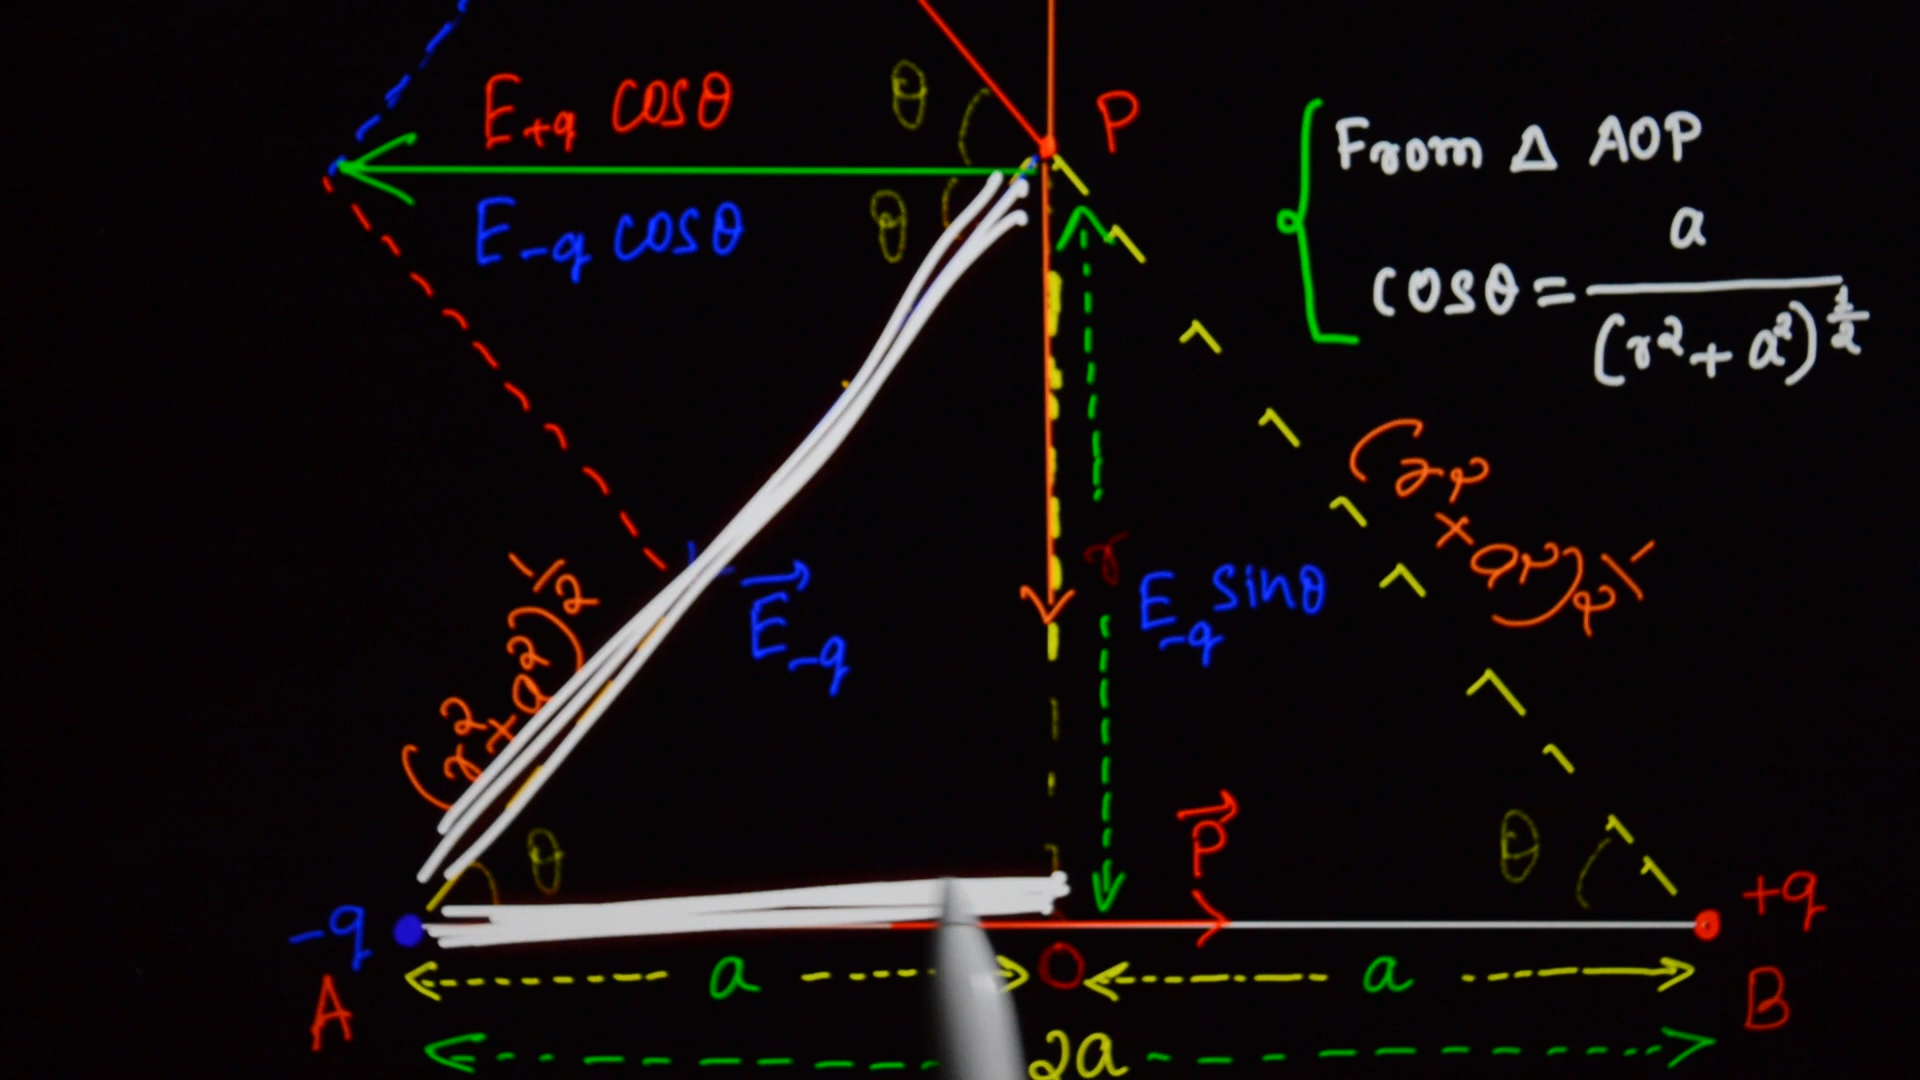 E+q cosθ
θ
P
From Δ AOP
E-q cosθ
θ
cosθ = a / (r²+a²)^1/2
(r²+a²)^1/2
(r²+a²)^1/2
r
E-q
E-q sinθ
θ
P
θ
-q
+q
A
a
O
a
B
2a